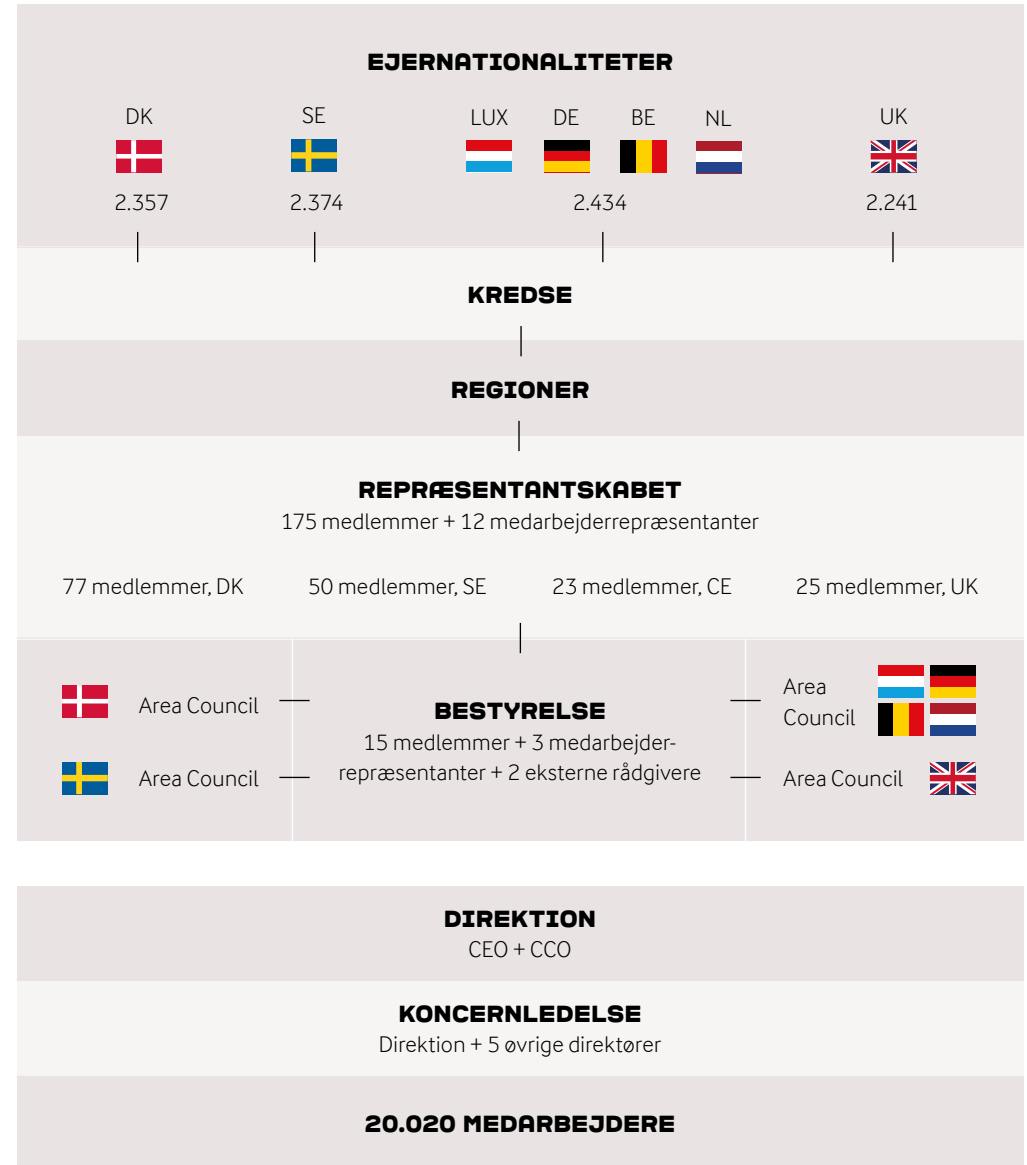 EJERNATIONALITETER
DK
SE
LUX
DE
BE
NL
UK
2.357
2.374
2.434
2.241
KREDSE
REGIONER
REPRÆSENTANTSKABET
175 medlemmer + 12 medarbejderrepræsentanter
77 medlemmer, DK
50 medlemmer, SE
23 medlemmer, CE
25 medlemmer, UK
Area Council
Area Council
BESTYRELSE
15 medlemmer + 3 medarbejder-
repræsentanter + 2 eksterne rådgivere
Area
Council
Area Council
DIREKTION
CEO + CCO
KONCERNLEDELSE
Direktion + 5 øvrige direktører
20.020 MEDARBEJDERE